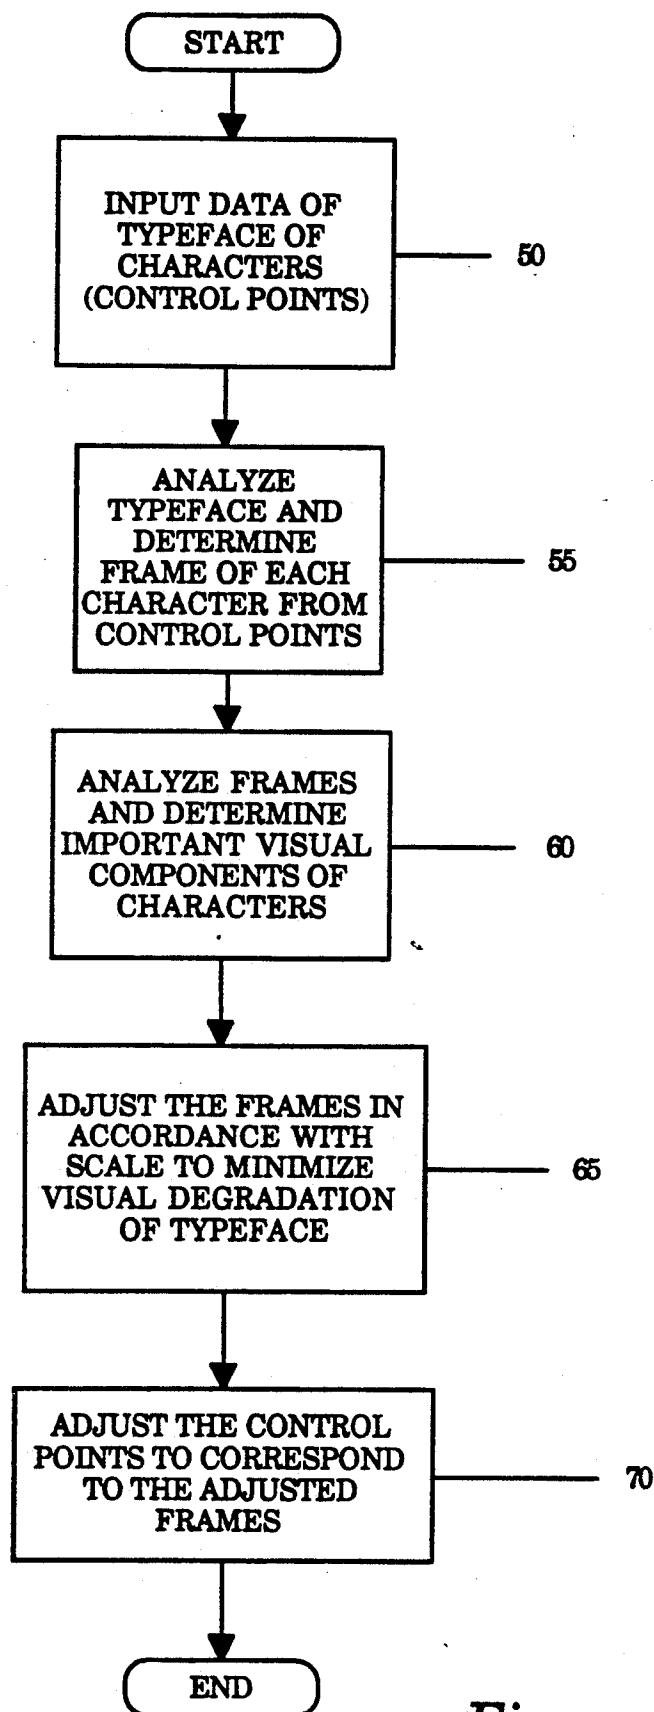 START
INPUT DATA OF
TYPEFACE OF
CHARACTERS
(CONTROL POINTS)
50
ANALYZE
TYPEFACE AND
DETERMINE
FRAME OF EACH
CHARACTER FROM
CONTROL POINTS
55
ANALYZE FRAMES
AND DETERMINE
IMPORTANT VISUAL
COMPONENTS OF
CHARACTERS
60
ADJUST THE FRAMES IN
ACCORDANCE WITH
SCALE TO MINIMIZE
VISUAL DEGRADATION
OF TYPEFACE
65
ADJUST THE CONTROL
POINTS TO CORRESPOND
TO THE ADJUSTED
FRAMES
70
END